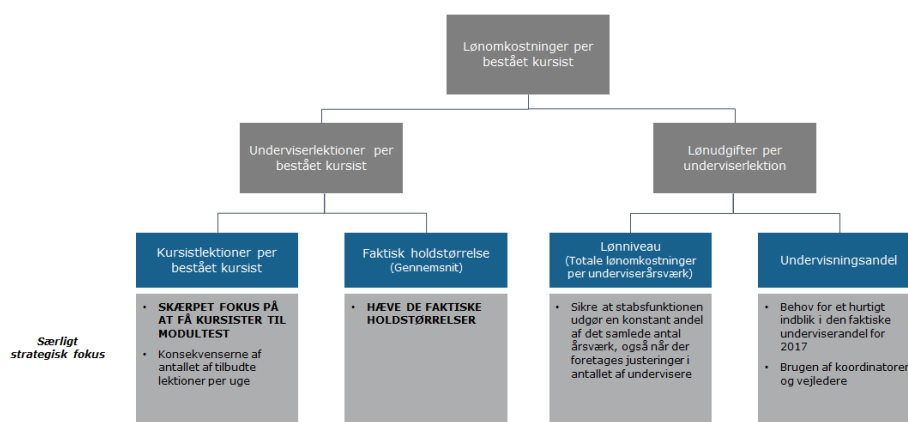 Lønomkostninger per
bestået kursist
Underviserlektioner per
bestået kursist
Lønudgifter per
underviserlektion
Kursistlektioner per
bestået kursist
Faktisk holdstørrelse
(Gennemsnit)
Lønniveau
(Totale lønomkostninger
per underviserårsværk)
Undervisningsandel
Særligt
strategisk fokus
• SKÆRPET FOKUS PÅ
AT FÅ KURSISTER TIL
MODULTEST
• Konsekvenserne af
antallet af tilbudte
lektioner per uge
• HÆVE DE FAKTISKE
HOLDSTØRRELSER
• Sikre at stabsfunktionen
udgør en konstant andel
af det samlede antal
årsværk, også når der
foretages justeringer i
antallet af undervisere
• Behov for et hurtigt
indblik i den faktiske
underviserandel for
2017
• Brugen af koordinatorer
og vejledere